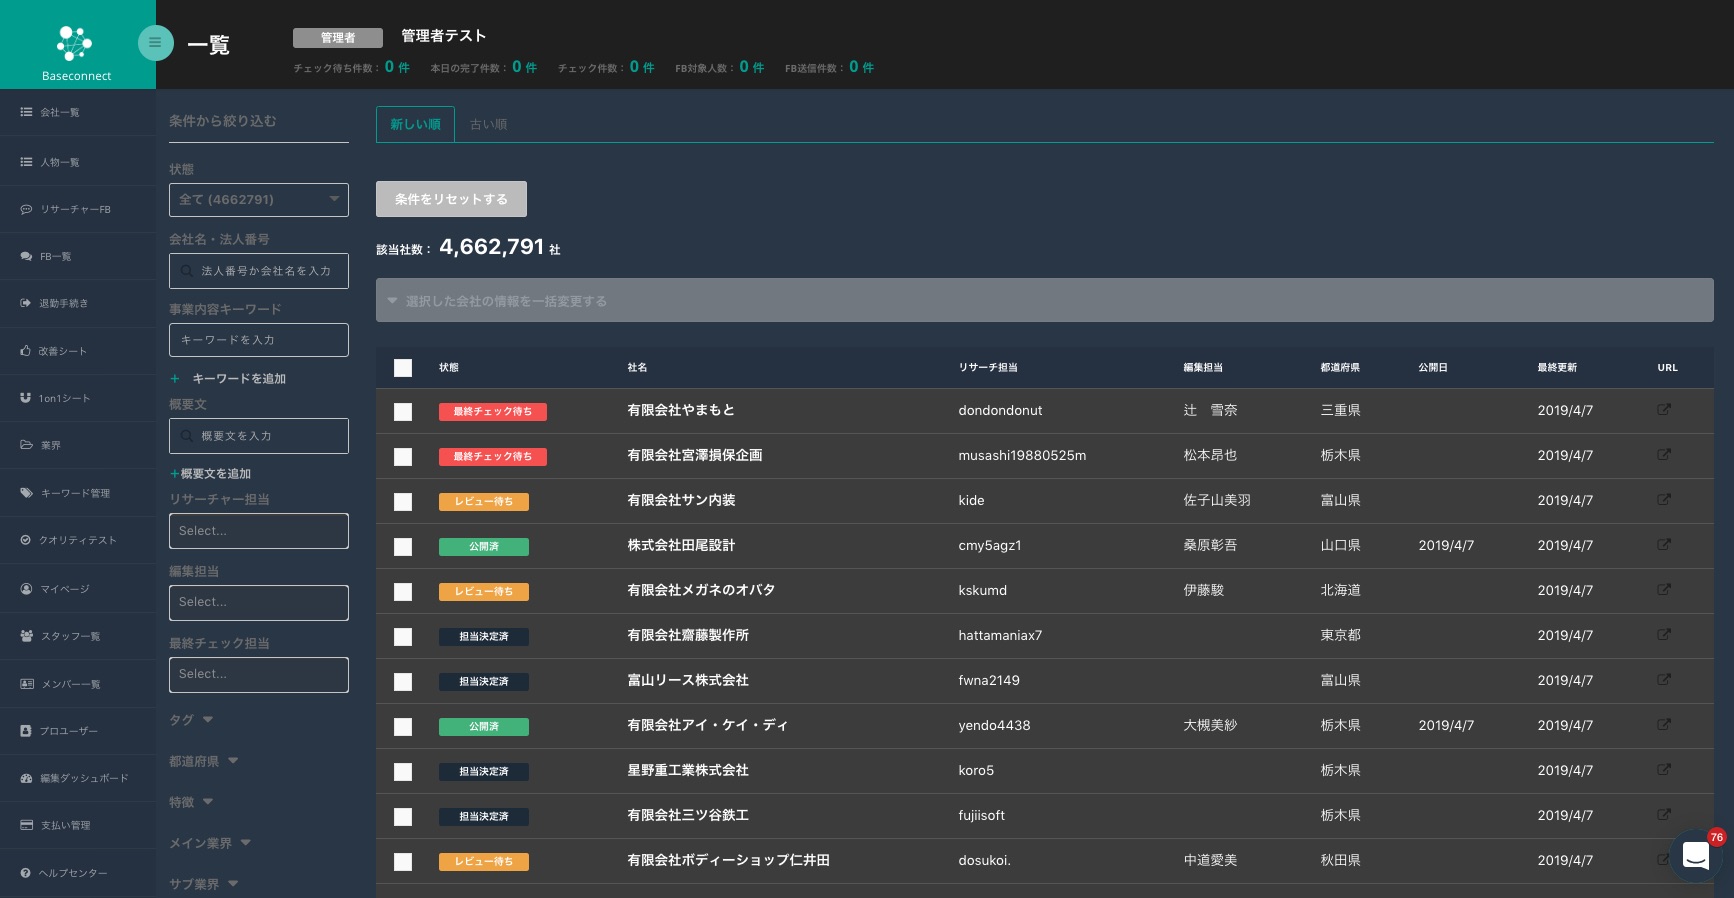 Baseconnect
一覧
管理者 管理者テスト
チェック待ち件数： 0 件 本日の完了件数： 0 件 チェック件数： 0 件 FB対象人数： 0 件 FB送信件数： 0 件
会社一覧
人物一覧
リサーチャーFB
FB一覧
退勤手続き
改善シート
1on1シート
業界
キーワード管理
クオリティテスト
マイページ
スタッフ一覧
メンバー一覧
プロユーザー
編集ダッシュボード
支払い管理
ヘルプセンター
条件から絞り込む
状態
全て (4662791)
会社名・法人番号
法人番号か会社名を入力
事業内容キーワード
キーワードを入力
+ キーワードを追加
概要文
概要文を入力
+概要文を追加
リサーチャー担当
Select...
編集担当
Select...
最終チェック担当
Select...
タグ
都道府県
特徴
メイン業界
サブ業界
新しい順 古い順
条件をリセットする
該当社数： 4,662,791 社
選択した会社の情報を一括変更する
状態 社名 リサーチ担当 編集担当 都道府県 公開日 最終更新 URL
最終チェック待ち 有限会社やまもと dondondonut 辻　雪奈 三重県 2019/4/7
最終チェック待ち 有限会社宮澤損保企画 musashi19880525m 松本昂也 栃木県 2019/4/7
レビュー待ち 有限会社サン内装 kide 佐子山美羽 富山県 2019/4/7
公開済 株式会社田尾設計 cmy5agz1 桑原彰吾 山口県 2019/4/7 2019/4/7
レビュー待ち 有限会社メガネのオバタ kskumd 伊藤駿 北海道 2019/4/7
担当決定済 有限会社齋藤製作所 hattamaniax7 東京都 2019/4/7
担当決定済 富山リース株式会社 fwna2149 富山県 2019/4/7
公開済 有限会社アイ・ケイ・ディ yendo4438 大槻美紗 栃木県 2019/4/7 2019/4/7
担当決定済 星野重工業株式会社 koro5 栃木県 2019/4/7
担当決定済 有限会社三ツ谷鉄工 fujiisoft 栃木県 2019/4/7
レビュー待ち 有限会社ボディーショップ仁井田 dosukoi. 中道愛美 秋田県 2019/4/7
76